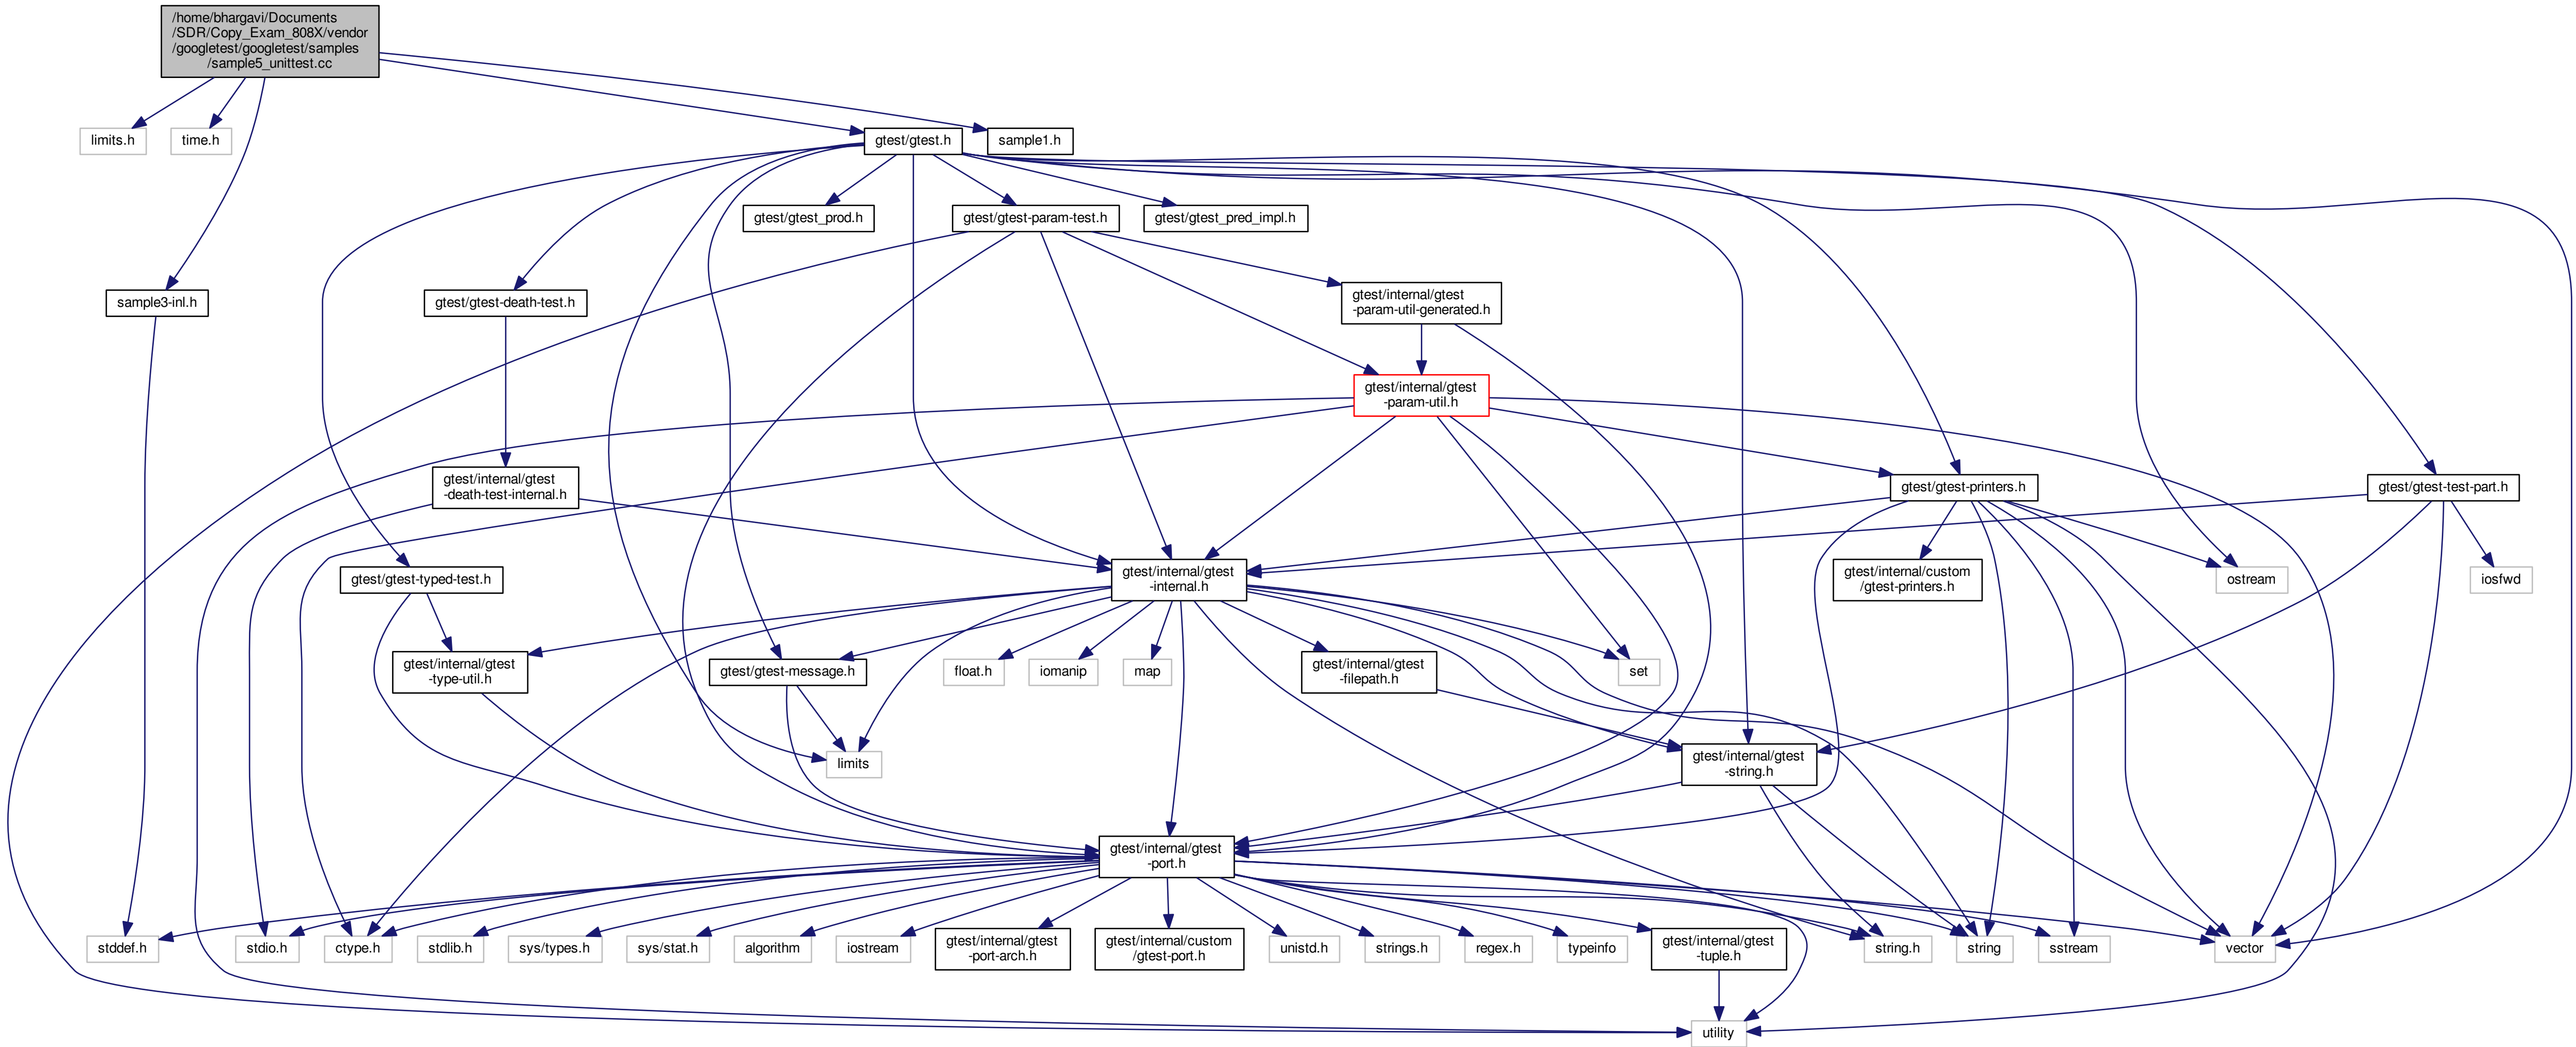 /home/bhargavi/Documents
/SDR/Copy_Exam_808X/vendor
/googletest/googletest/samples
/sample5_unittest.cc
limits.h
time.h
gtest/gtest.h
sample1.h
gtest/gtest_prod.h
gtest/gtest-param-test.h
gtest/gtest_pred_impl.h
sample3-inl.h
gtest/gtest-death-test.h
gtest/internal/gtest
-param-util-generated.h
gtest/internal/gtest
-param-util.h
gtest/internal/gtest
-death-test-internal.h
gtest/gtest-printers.h
gtest/gtest-test-part.h
gtest/gtest-typed-test.h
gtest/internal/gtest
-internal.h
gtest/internal/custom
/gtest-printers.h
ostream
iosfwd
gtest/internal/gtest
-type-util.h
gtest/gtest-message.h
float.h
iomanip
map
gtest/internal/gtest
-filepath.h
set
limits
gtest/internal/gtest
-string.h
gtest/internal/gtest
-port.h
stddef.h
stdio.h
ctype.h
stdlib.h
sys/types.h
sys/stat.h
algorithm
iostream
gtest/internal/gtest
-port-arch.h
gtest/internal/custom
/gtest-port.h
unistd.h
strings.h
regex.h
typeinfo
gtest/internal/gtest
-tuple.h
string.h
string
sstream
vector
utility